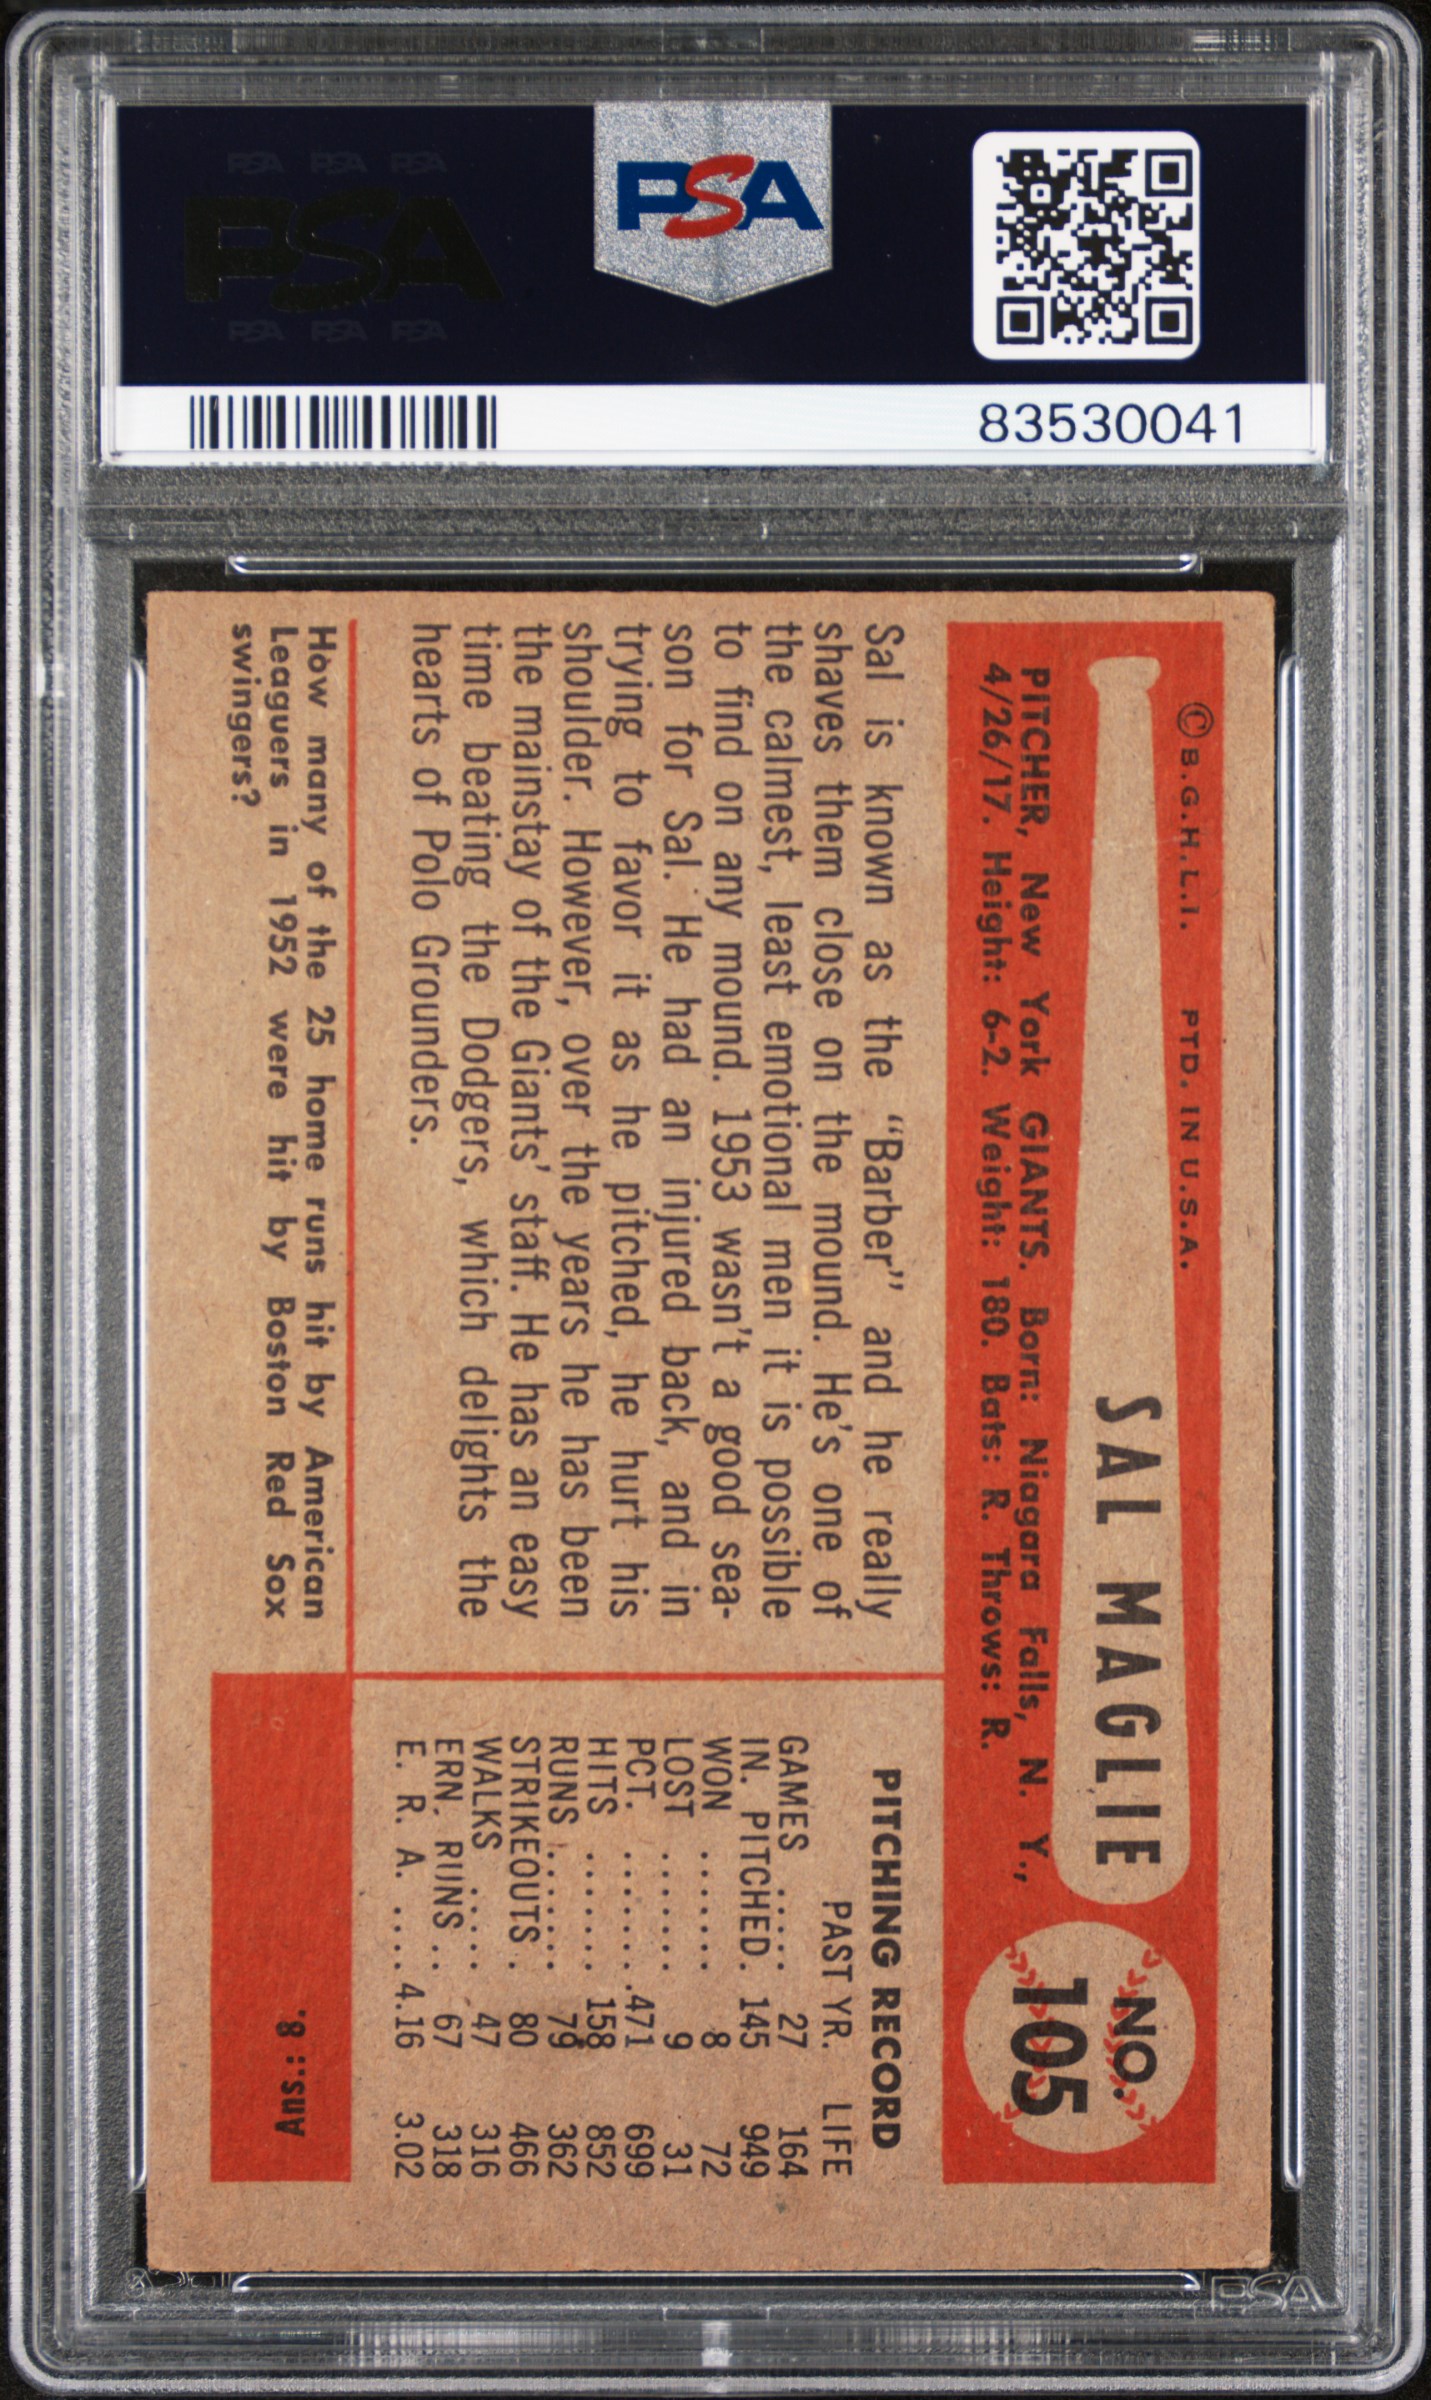 PSA PSA PSA
PSA
PSA PSA PSA
PSA
83530041
© B.G.H.L.I. PTD. IN U.S.A.
SAL MAGLIE
NO.
105
PITCHER, New York GIANTS. Born: Niagara Falls, N. Y.,
4/26/17. Height: 6-2. Weight: 180. Bats: R. Throws: R.
Sal is known as the "Barber" and he really
shaves them close on the mound. He's one of
the calmest, least emotional men it is possible
to find on any mound. 1953 wasn't a good sea-
son for Sal. He had an injured back, and in
trying to favor it as he pitched, he hurt his
shoulder. However, over the years he has been
the mainstay of the Giants' staff. He has an easy
time beating the Dodgers, which delights the
hearts of Polo Grounders.
PITCHING RECORD
PAST YR. LIFE
GAMES ..... 27 164
IN. PITCHED. 145 949
WON ....... 8 72
LOST ....... 9 31
PCT. ....... .471 699
HITS ....... 158 852
RUNS ....... 79 362
STRIKEOUTS . 80 466
WALKS ..... 47 316
ERN. RUNS .. 67 318
E. R. A. .... 4.16 3.02
How many of the 25 home runs hit by American
Leaguers in 1952 were hit by Boston Red Sox
swingers?
Ans.: 8.
PSA